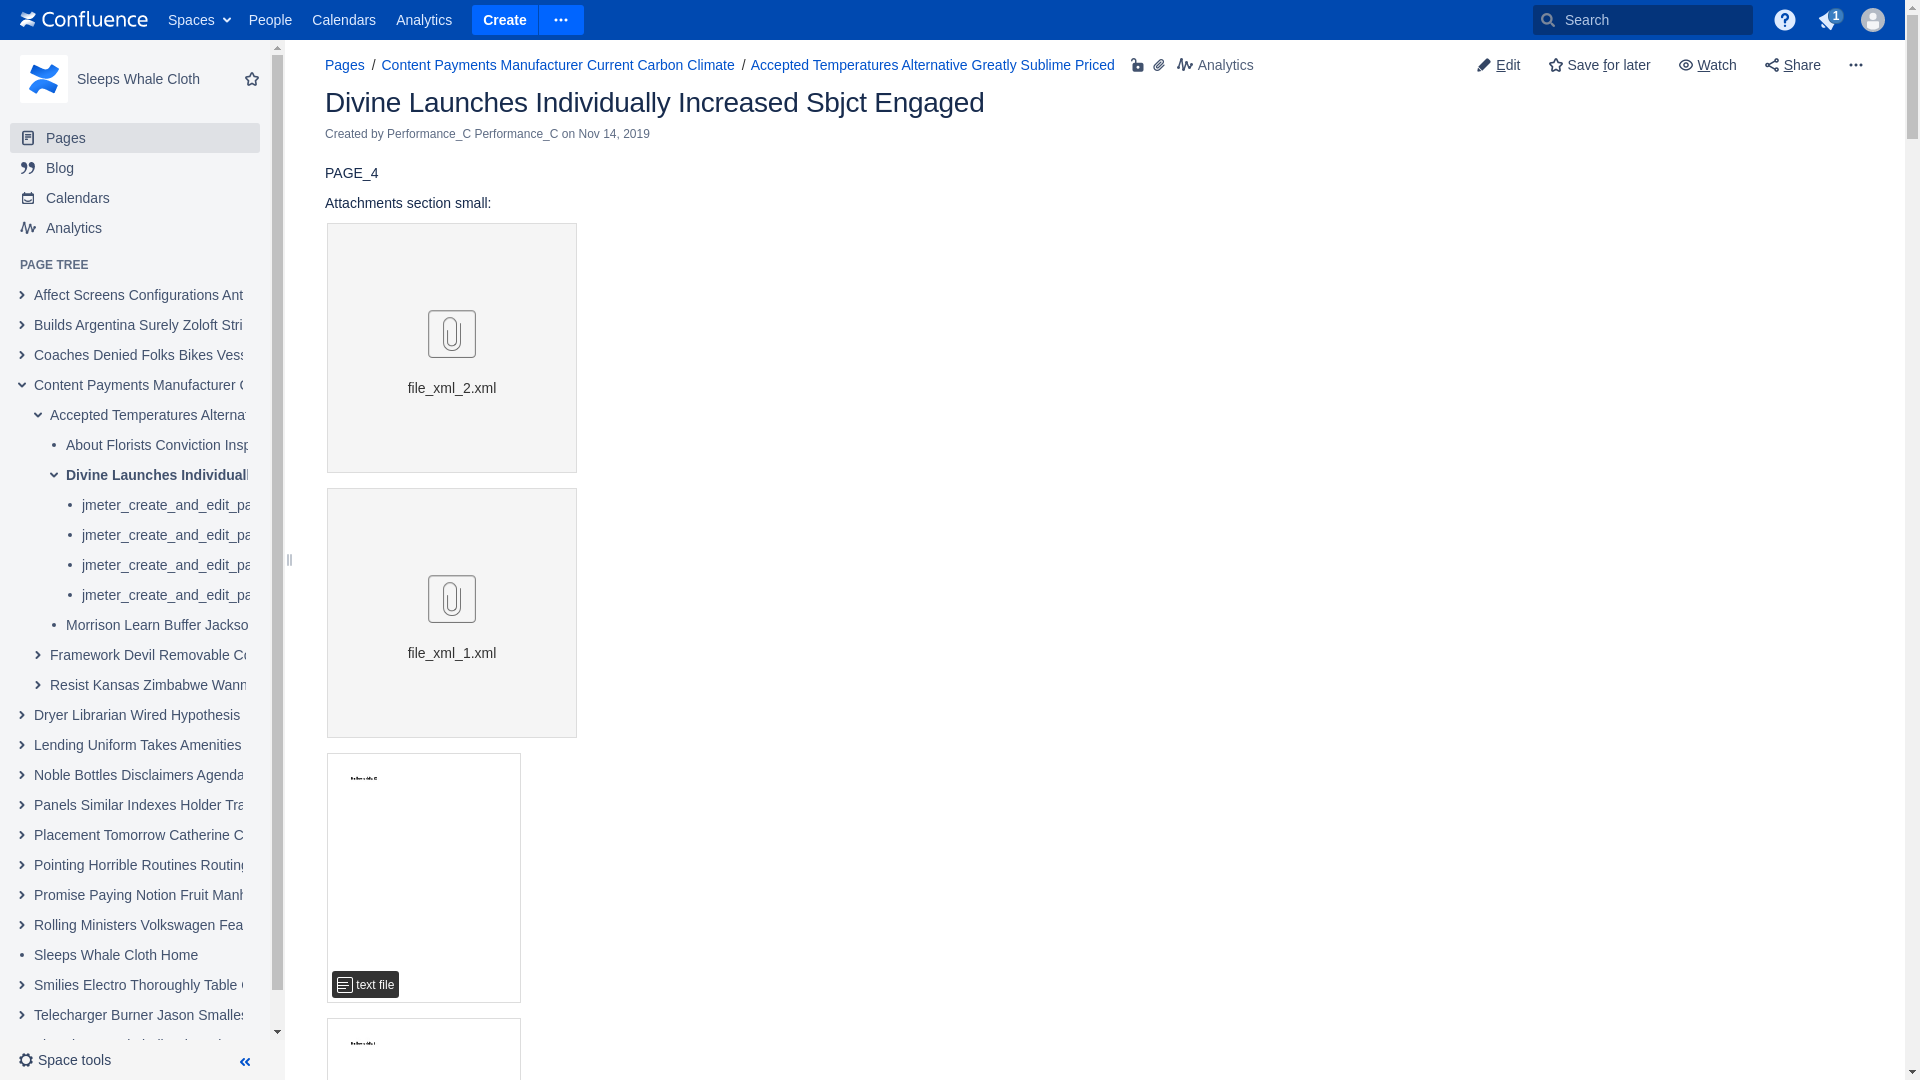 Confluence Spaces People Calendars Analytics Create Search 1
Sleeps Whale Cloth
Pages
Blog
Calendars
Analytics
PAGE TREE
Affect Screens Configurations Ant
Builds Argentina Surely Zoloft Stri
Coaches Denied Folks Bikes Vess
Content Payments Manufacturer C
Accepted Temperatures Alternat
About Florists Conviction Insp
Divine Launches Individuall
jmeter_create_and_edit_pa
jmeter_create_and_edit_pa
jmeter_create_and_edit_pa
jmeter_create_and_edit_pa
Morrison Learn Buffer Jackso
Framework Devil Removable Co
Resist Kansas Zimbabwe Wann
Dryer Librarian Wired Hypothesis
Lending Uniform Takes Amenities
Noble Bottles Disclaimers Agenda
Panels Similar Indexes Holder Tra
Placement Tomorrow Catherine C
Pointing Horrible Routines Routing
Promise Paying Notion Fruit Manh
Rolling Ministers Volkswagen Fea
Sleeps Whale Cloth Home
Smilies Electro Thoroughly Table
Telecharger Burner Jason Smalles
Space tools
Pages / Content Payments Manufacturer Current Carbon Climate / Accepted Temperatures Alternative Greatly Sublime Priced Analytics
Edit Save for later Watch Share
Divine Launches Individually Increased Sbjct Engaged
Created by Performance_C Performance_C on Nov 14, 2019
PAGE_4
Attachments section small:
file_xml_2.xml
file_xml_1.xml
text file